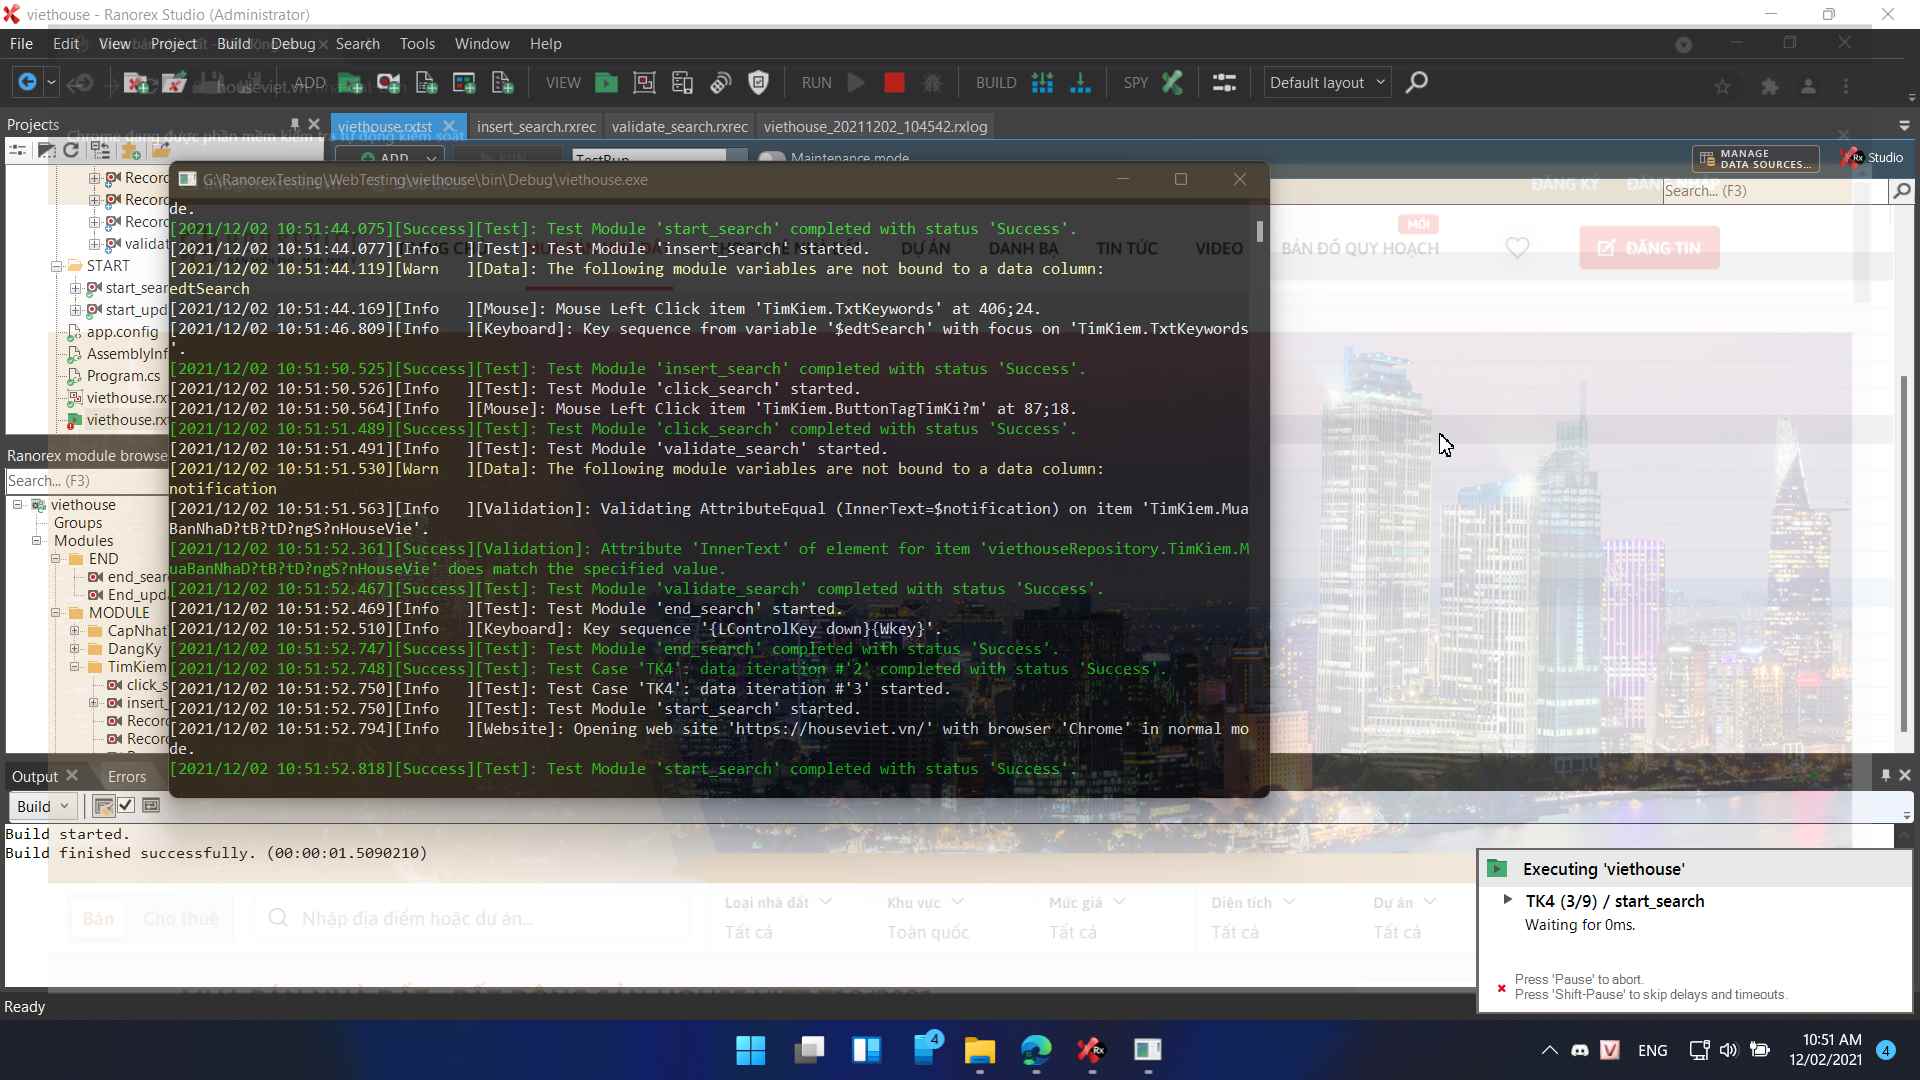 viethouse - Ranorex Studio (Administrator)
File Edit View Project Build Debug Search Tools Window Help
ADD VIEW RUN BUILD SPY Default layout
houseviet.vn
Projects
viethouse.rxtst insert_search.rxrec validate_search.rxrec viethouse_20211202_104542.rxlog
ADD TestRun Maintenance mode
MANAGE
DATA SOURCES...
Studio
Search... (F3)
Record
Record
Record
validat
START
start_sear
start_upd
app.config
AssemblyInf
Program.cs
viethouse.rx
viethouse.rx
Ranorex module browse
Search... (F3)
viethouse
Groups
Modules
END
end_sear
End_upda
MODULE
CapNhat
DangKy
TimKiem
click_s
insert_
Record
Record
G:\RanorexTesting\WebTesting\viethouse\bin\Debug\viethouse.exe
de.
[2021/12/02 10:51:44.075][Success][Test]: Test Module 'start_search' completed with status 'Success'.
[2021/12/02 10:51:44.077][Info   ][Test]: Test Module 'insert_search' started.
[2021/12/02 10:51:44.119][Warn   ][Data]: The following module variables are not bound to a data column:
edtSearch
[2021/12/02 10:51:44.169][Info   ][Mouse]: Mouse Left Click item 'TimKiem.TxtKeywords' at 406;24.
[2021/12/02 10:51:46.809][Info   ][Keyboard]: Key sequence from variable '$edtSearch' with focus on 'TimKiem.TxtKeywords
'.
[2021/12/02 10:51:50.525][Success][Test]: Test Module 'insert_search' completed with status 'Success'.
[2021/12/02 10:51:50.526][Info   ][Test]: Test Module 'click_search' started.
[2021/12/02 10:51:50.564][Info   ][Mouse]: Mouse Left Click item 'TimKiem.ButtonTagTimKi?m' at 87;18.
[2021/12/02 10:51:51.489][Success][Test]: Test Module 'click_search' completed with status 'Success'.
[2021/12/02 10:51:51.491][Info   ][Test]: Test Module 'validate_search' started.
[2021/12/02 10:51:51.530][Warn   ][Data]: The following module variables are not bound to a data column:
notification
[2021/12/02 10:51:51.563][Info   ][Validation]: Validating AttributeEqual (InnerText=$notification) on item 'TimKiem.Mua
BanNhaD?tB?tD?ngS?nHouseVie'.
[2021/12/02 10:51:52.361][Success][Validation]: Attribute 'InnerText' of element for item 'viethouseRepository.TimKiem.M
uaBanNhaD?tB?tD?ngS?nHouseVie' does match the specified value.
[2021/12/02 10:51:52.467][Success][Test]: Test Module 'validate_search' completed with status 'Success'.
[2021/12/02 10:51:52.469][Info   ][Test]: Test Module 'end_search' started.
[2021/12/02 10:51:52.510][Info   ][Keyboard]: Key sequence '{LControlKey down}{Wkey}'.
[2021/12/02 10:51:52.747][Success][Test]: Test Module 'end_search' completed with status 'Success'.
[2021/12/02 10:51:52.748][Success][Test]: Test Case 'TK4': data iteration #'2' completed with status 'Success'.
[2021/12/02 10:51:52.750][Info   ][Test]: Test Case 'TK4': data iteration #'3' started.
[2021/12/02 10:51:52.750][Info   ][Test]: Test Module 'start_search' started.
[2021/12/02 10:51:52.794][Info   ][Website]: Opening web site 'https://houseviet.vn/' with browser 'Chrome' in normal mo
de.
[2021/12/02 10:51:52.818][Success][Test]: Test Module 'start_search' completed with status 'Success'.
ĐĂNG KÝ
MỚI
DỰ ÁN DANH BẠ TIN TỨC VIDEO BẢN ĐỒ QUY HOẠCH ĐĂNG TIN
Output Errors
Build
Build started.
Build finished successfully. (00:00:01.5090210)
Bán Cho thuê Nhập địa điểm hoặc dự án...
Loại nhà đất Khu vực Mức giá Diện tích Dự án
Tất cả Toàn quốc Tất cả Tất cả Tất cả
Executing 'viethouse'
TK4 (3/9) / start_search
Waiting for 0ms.
Press 'Pause' to abort.
Press 'Shift-Pause' to skip delays and timeouts.
Ready
4
ENG
10:51 AM
12/02/2021
4